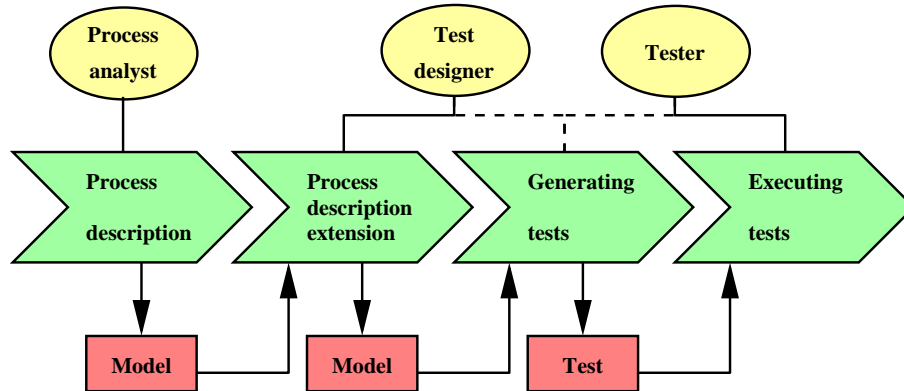 Process
analyst
Test
designer
Tester
Process
description
Process
description
extension
Generating
tests
Executing
tests
Model
Model
Test